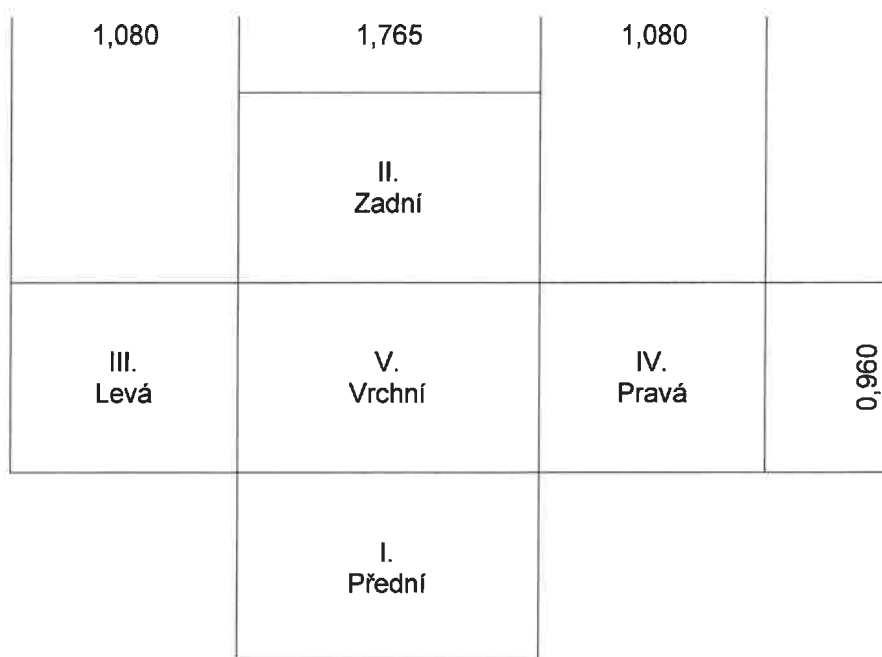 1,080 1,765 1,080
II.
Zadní
III. V. IV.
Levá Vrchní Pravá
0,960
I.
Přední